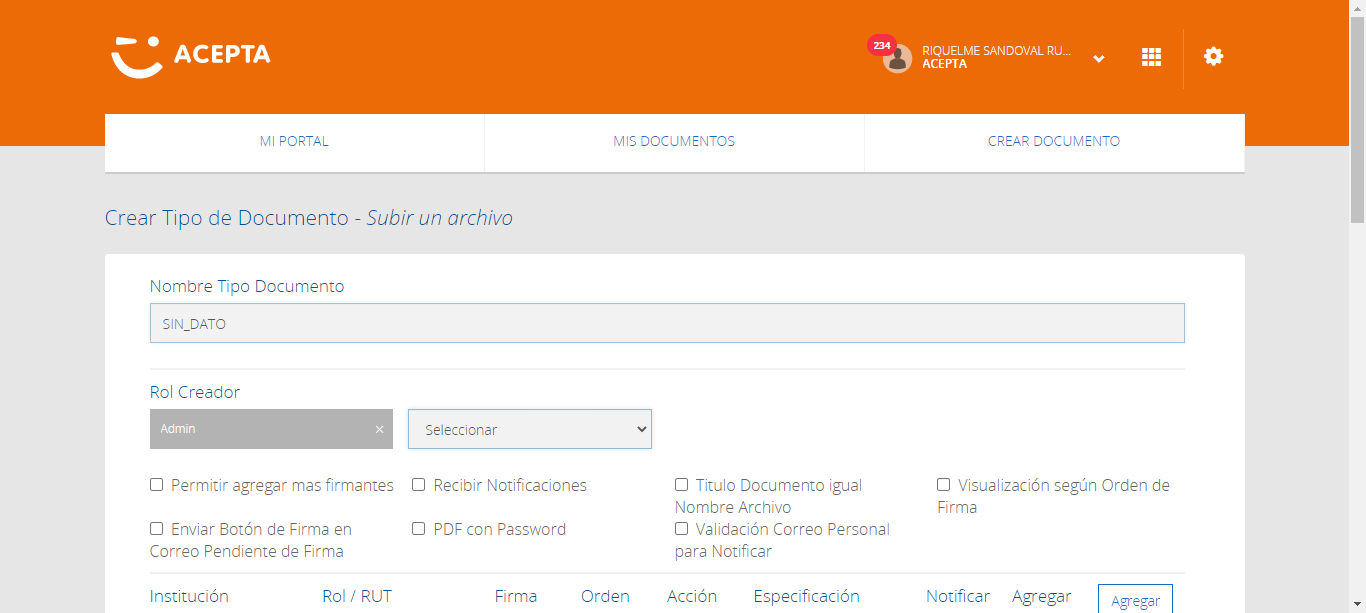 ACEPTA
234
RIQUELME SANDOVAL RU...
ACEPTA
MI PORTAL
MIS DOCUMENTOS
CREAR DOCUMENTO
Crear Tipo de Documento - Subir un archivo
Nombre Tipo Documento
SIN_DATO
Rol Creador
Admin ×
Seleccionar
Permitir agregar mas firmantes
Recibir Notificaciones
Titulo Documento igual
Nombre Archivo
Visualización según Orden de
Firma
Enviar Botón de Firma en
Correo Pendiente de Firma
PDF con Password
Validación Correo Personal
para Notificar
Institución Rol / RUT Firma Orden Acción Especificación Notificar Agregar Agregar